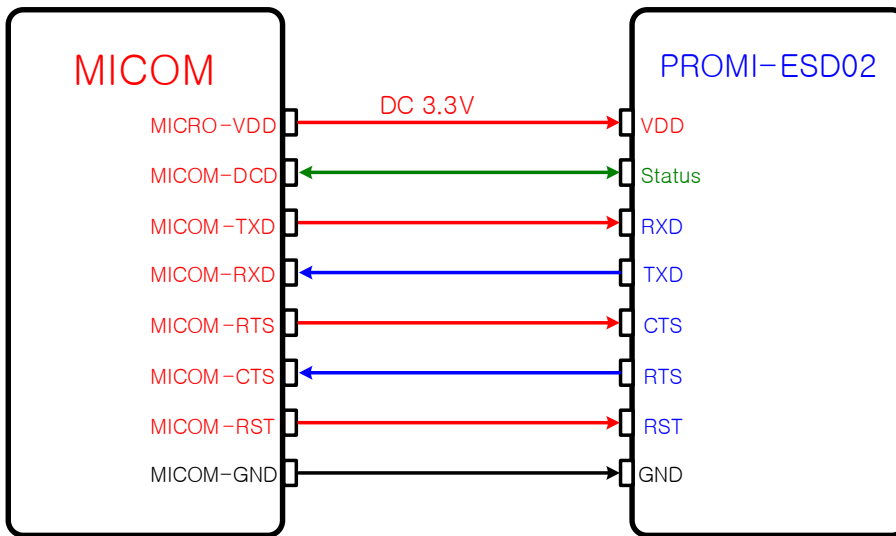 MICOM
PROMI-ESD02
DC 3.3V
MICRO-VDD
VDD
MICOM-DCD
Status
MICOM-TXD
RXD
MICOM-RXD
TXD
MICOM-RTS
CTS
MICOM-CTS
RTS
MICOM-RST
RST
MICOM-GND
GND